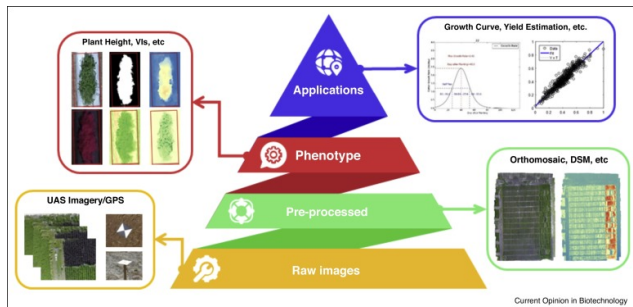 Plant Height, VIs, etc
Growth Curve, Yield Estimation, etc.
Applications
Phenotype
Orthomosaic, DSM, etc
UAS Imagery/GPS
Pre-processed
Raw images
Current Opinion in Biotechnology